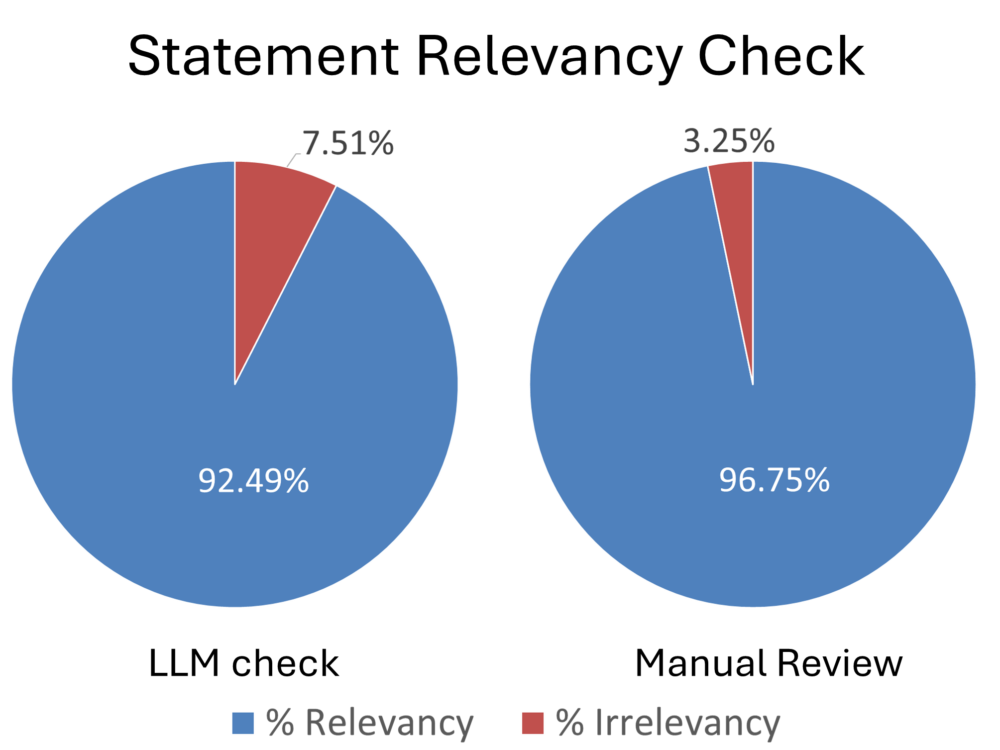 Statement Relevancy Check
7.51%
3.25%
92.49%
96.75%
LLM check
Manual Review
% Relevancy
% Irrelevancy